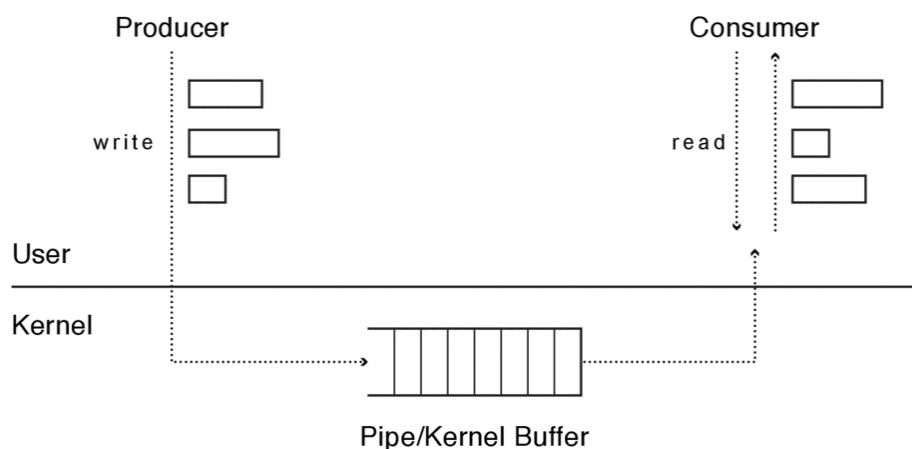 Producer
Consumer
write
read
User
Kernel
Pipe/Kernel Buffer